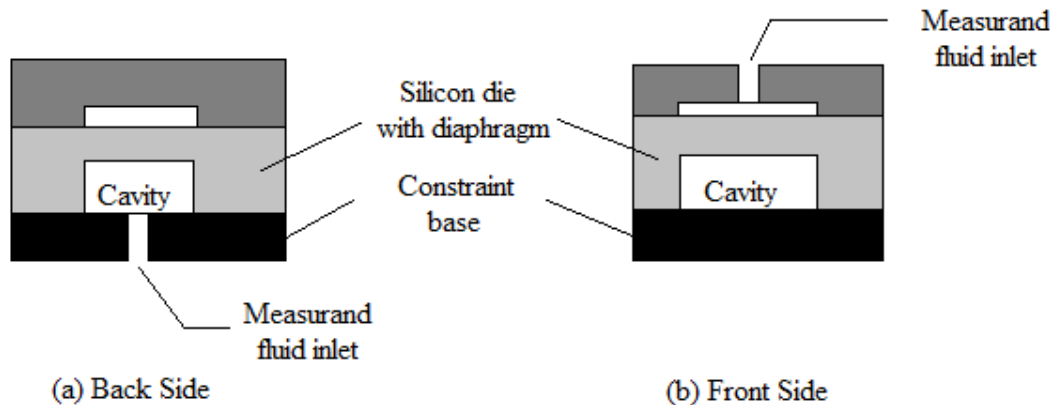 Measurand
fluid inlet
Silicon die
with diaphragm
Cavity
Cavity
Constraint
base
Measurand
fluid inlet
(a) Back Side
(b) Front Side